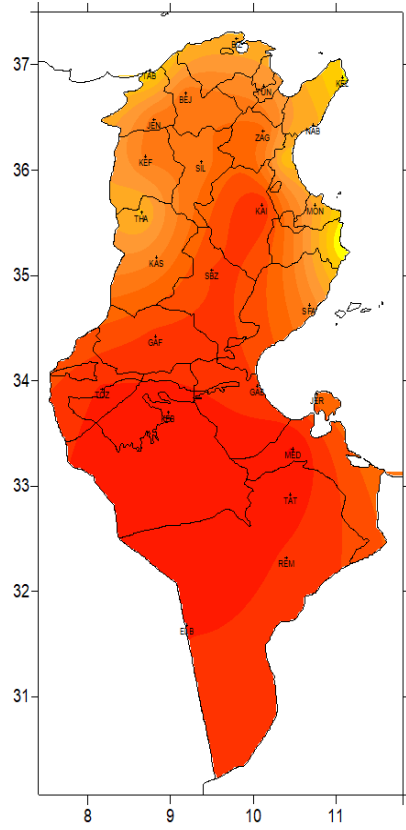 37
36
35
34
33
32
31
BIZ
TAB
KEL
BEJ
TUN
JEN
NAB
ZAG
KEF
SIL
KAI
MON
THA
KAS
SBZ
SFA
GAF
TOZ
GAB
JER
KEB
MED
TAT
REM
8
9
10
11